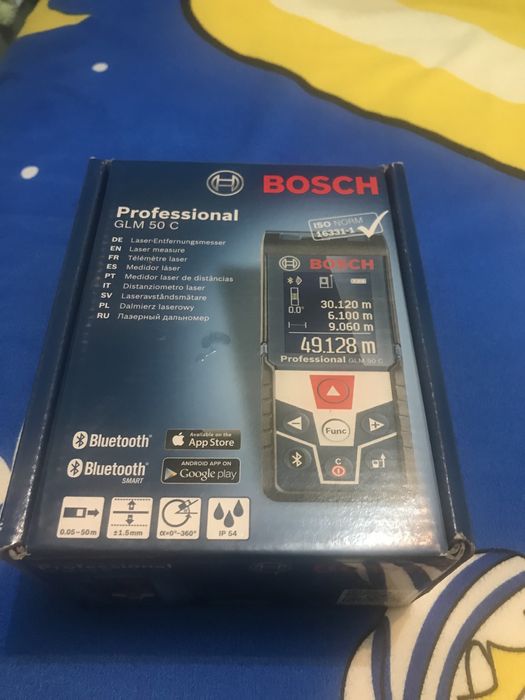 BOSCH
Professional
GLM 50 C
ISO NORM
16331-1
DE Laser-Entfernungsmesser
EN Laser measure
FR Télémètre laser
ES Medidor láser
PT Medidor laser de distâncias
IT Distanziometro laser
SV Laseravståndsmätare
PL Dalmierz laserowy
RU Лазерный дальномер
BOSCH
0.0°
30.120 m
6.100 m
9.060 m
49.128 m
Professional GLM 50 C
Func
C
Bluetooth®
Available on the
App Store
Bluetooth®
SMART
ANDROID APP ON
Google play
0.05-50m
±1.5mm
α=0°-360°
IP 54
Professional